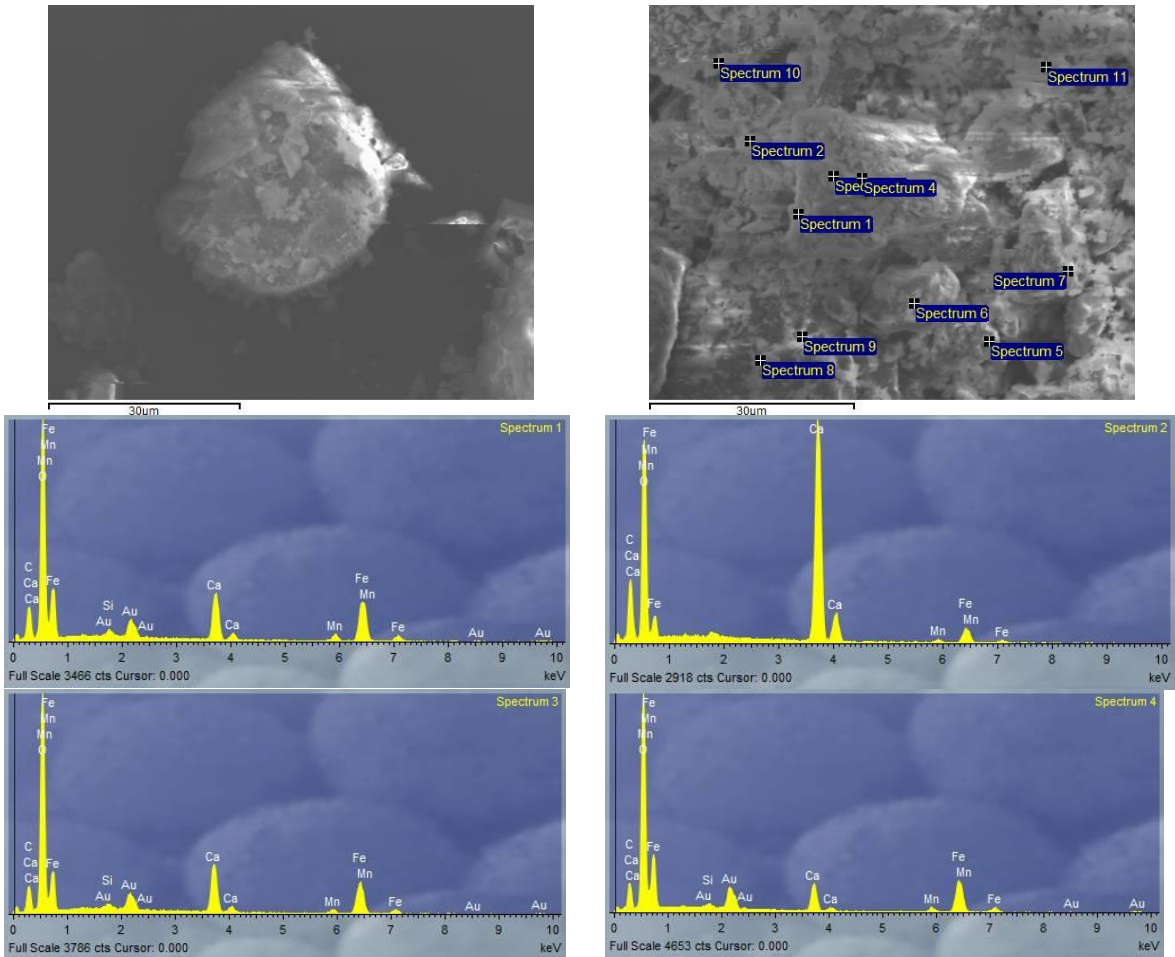 30µm
Spectrum 10
Spectrum 11
Spectrum 2
Spectrum 4
Spectrum 1
Spectrum 7
Spectrum 6
Spectrum 9
Spectrum 5
Spectrum 8
30µm
Spectrum 1
Fe
Mn
Mn
O
C
Ca Fe
Ca
Si
Au
Au
Au
Ca
Ca
Fe
Mn
Mn
Fe
Au
Au
0 1 2 3 4 5 6 7 8 9 10
Full Scale 3466 cts Cursor: 0.000 keV
Spectrum 2
Fe
Mn
Mn
O
C
Ca
Ca
Fe
Ca
Ca
Fe
Mn
Mn
Fe
0 1 2 3 4 5 6 7 8 9 10
Full Scale 2918 cts Cursor: 0.000 keV
Spectrum 3
Fe
Mn
Mn
O
C
Ca Fe
Ca
Si
Au
Au
Au
Ca
Ca
Fe
Mn
Mn
Fe
Au
Au
0 1 2 3 4 5 6 7 8 9 10
Full Scale 3786 cts Cursor: 0.000 keV
Spectrum 4
Fe
Mn
Mn
O
C
Ca Fe
Ca
Si
Au
Au
Au
Ca
Ca
Fe
Mn
Mn
Fe
Au
Au
0 1 2 3 4 5 6 7 8 9 10
Full Scale 4653 cts Cursor: 0.000 keV